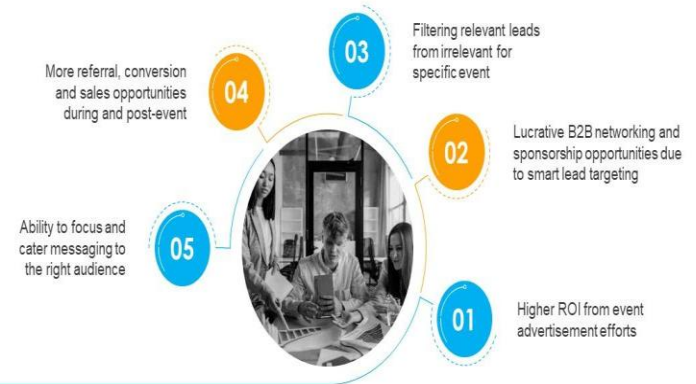 03
Filtering relevant leads
from irrelevant for
specific event
04
More referral, conversion
and sales opportunities
during and post-event
02
Lucrative B2B networking and
sponsorship opportunities due
to smart lead targeting
05
Ability to focus and
cater messaging to
the right audience
01
Higher ROI from event
advertisement efforts